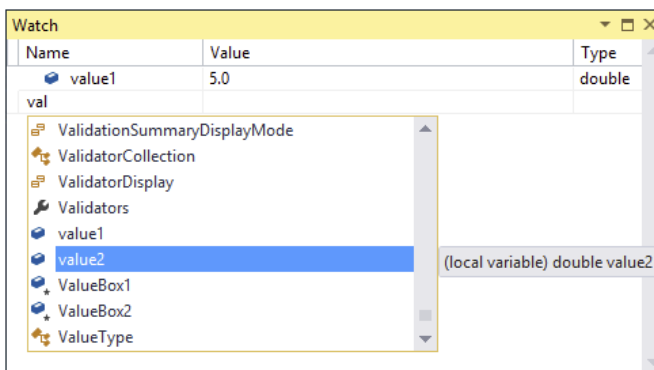 Watch
Name Value Type
value1 5.0 double
val
ValidationSummaryDisplayMode
ValidatorCollection
ValidatorDisplay
Validators
value1
value2 (local variable) double value2
ValueBox1
ValueBox2
ValueType